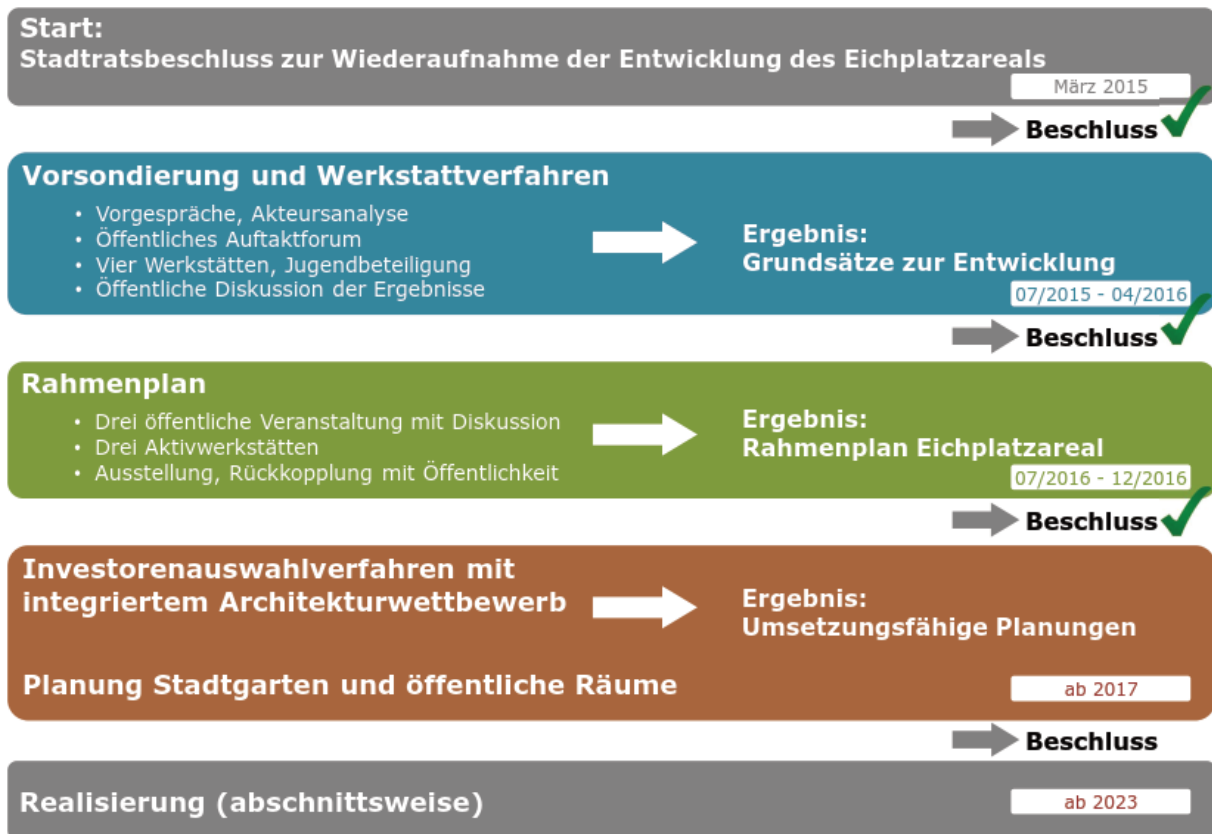 Start:
Stadtratsbeschluss zur Wiederaufnahme der Entwicklung des Eichplatzareals
März 2015
Beschluss
Vorsondierung und Werkstattverfahren
• Vorgespräche, Akteursanalyse
• Öffentliches Auftaktforum
• Vier Werkstätten, Jugendbeteiligung
• Öffentliche Diskussion der Ergebnisse
Ergebnis:
Grundsätze zur Entwicklung
07/2015 - 04/2016
Beschluss
Rahmenplan
• Drei öffentliche Veranstaltung mit Diskussion
• Drei Aktivwerkstätten
• Ausstellung, Rückkopplung mit Öffentlichkeit
Ergebnis:
Rahmenplan Eichplatzareal
07/2016 - 12/2016
Beschluss
Investorenauswahlverfahren mit
integriertem Architekturwettbewerb
Ergebnis:
Umsetzungsfähige Planungen
Planung Stadtgarten und öffentliche Räume
ab 2017
Beschluss
Realisierung (abschnittsweise)
ab 2023